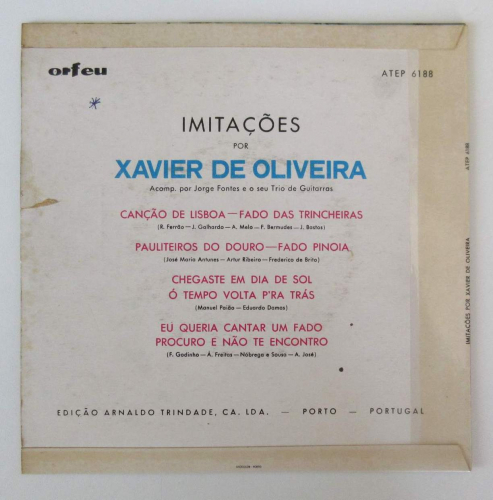 orfeu
ATEP 6188
IMITAÇÕES
POR
XAVIER DE OLIVEIRA
Acomp. por Jorge Fontes e o seu Trio de Guitarras
CANÇÃO DE LISBOA — FADO DAS TRINCHEIRAS
(R. Ferrão — J. Galhardo — A. Melo — F. Bermudes — J. Bastos)
PAULITEIROS DO DOURO — FADO PINOIA
(José Maria Antunes — Artur Ribeiro — Frederico de Brito)
CHEGASTE EM DIA DE SOL
Ó TEMPO VOLTA P'RA TRÁS
(Manuel Paião — Eduardo Damas)
EU QUERIA CANTAR UM FADO
PROCURO E NÃO TE ENCONTRO
(F. Godinho — Á. Freitas — Nóbrega e Sousa — A. José)
EDIÇÃO ARNALDO TRINDADE, CA. LDA. — PORTO — PORTUGAL
ATEP 6188
IMITAÇÕES POR XAVIER DE OLIVEIRA